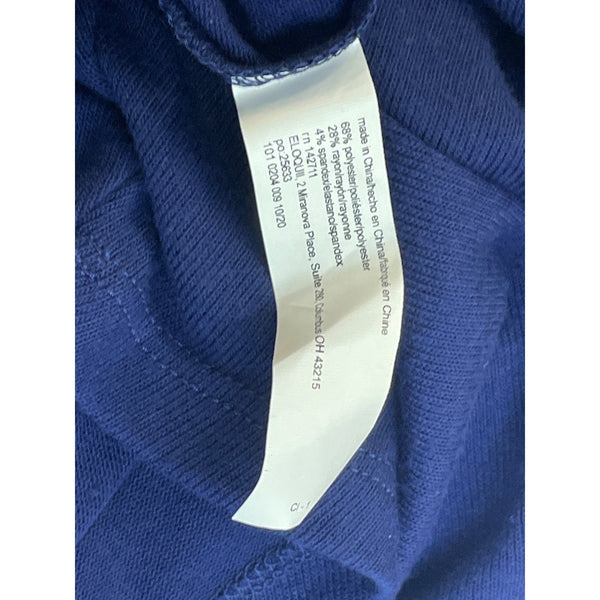 made in China/hecho en China/fabriqué en Chine
68% polyester/poliéster/polyester
28% rayon/rayón/rayonne
4% spandex/elastano/spandex
rn 142711
ELOQUII, 2 Miranova Place, Suite 280, Columbus OH 43215
po 25633
101 0204 009 10/20